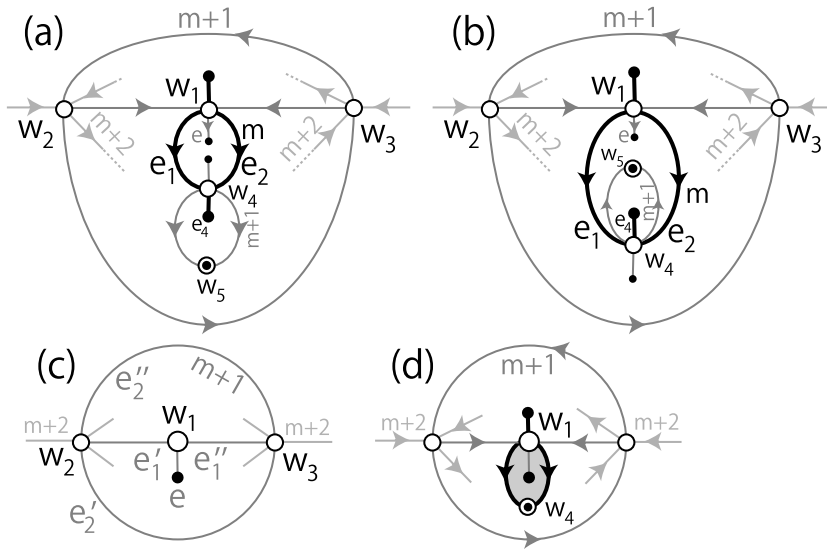 (a)
m+1
w₁
w₂
w₃
m+2
m+2
e
m
e₁
e₂
w₄
e₄
m+1
w₅
(b)
m+1
w₁
w₂
w₃
m+2
m+2
e
w₅
m+1
e₄
m
e₁
e₂
w₄
(c)
e₂′′
m+1
w₁
m+2
m+2
w₂
e₁′
e₁′′
w₃
e
e₂′
(d)
m+1
m+2
w₁
m+2
w₄